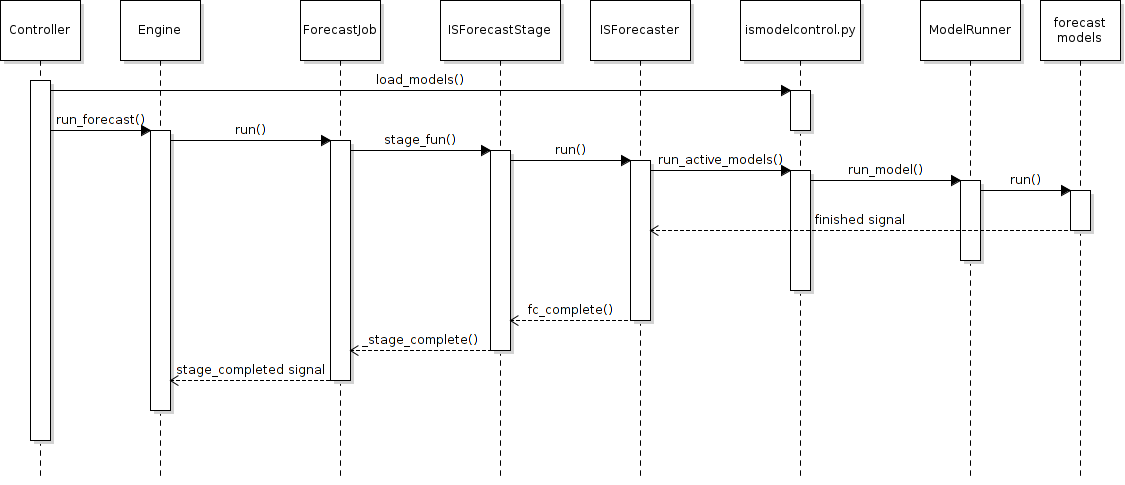 Controller
Engine
ForecastJob
ISForecastStage
ISForecaster
ismodelcontrol.py
ModelRunner
forecast
models
load_models()
run_forecast()
run()
stage_fun()
run()
run_active_models()
run_model()
run()
finished signal
fc_complete()
_stage_complete()
stage_completed signal